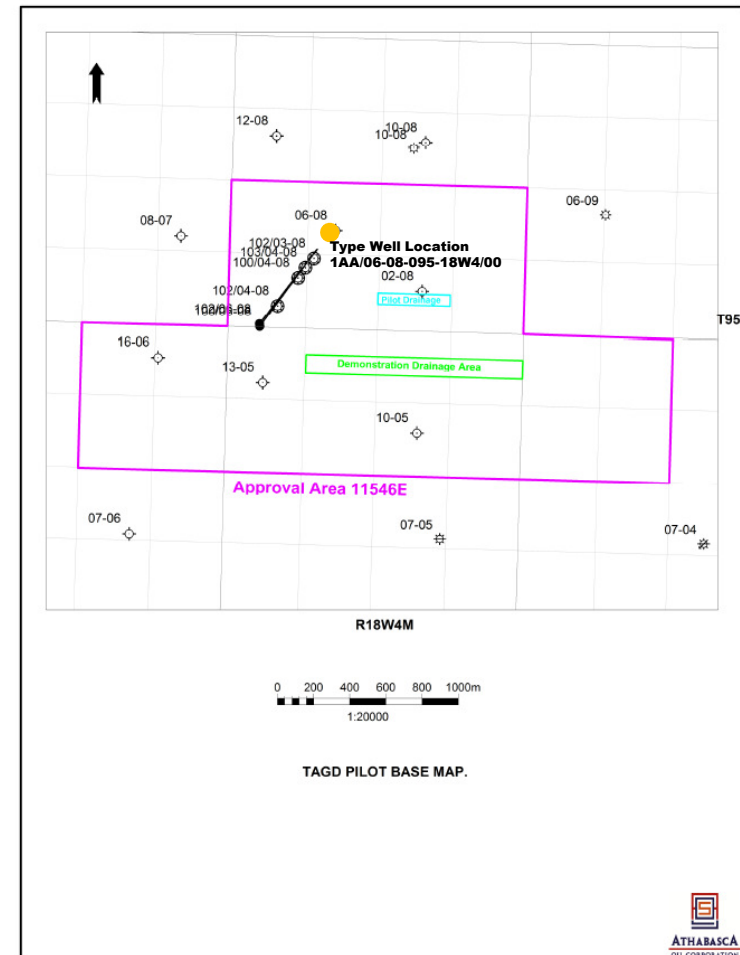 12-08
10-08
10-08
06-09
08-07
06-08
102/03-08
103/04-08
100/04-08
Type Well Location
1AA/06-08-095-18W4/00
02-08
Pilot Drainage
102/04-08
T95
16-06
13-05
Demonstration Drainage Area
10-05
Approval Area 11546E
07-06
07-05
07-04
R18W4M
0 200 400 600 800 1000m
1:20000
TAGD PILOT BASE MAP.
ATHABASCA
OIL CORPORATION